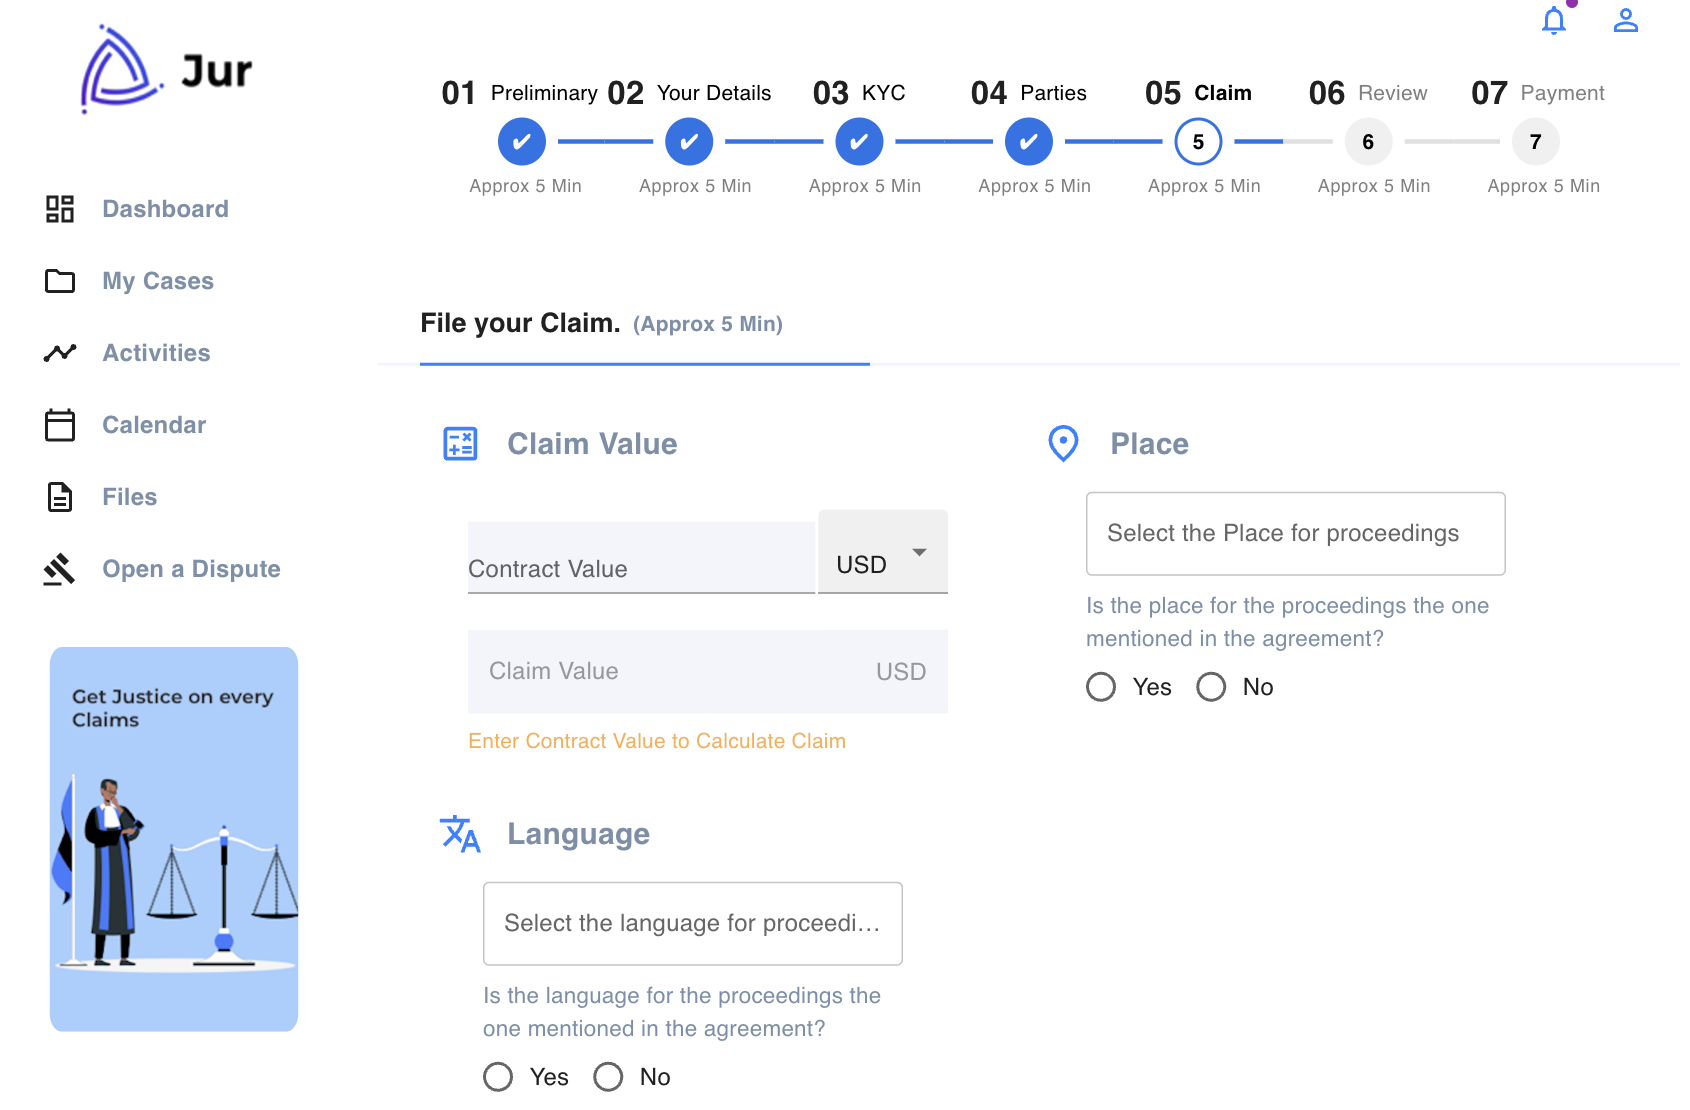 Jur
01 Preliminary 02 Your Details 03 KYC 04 Parties 05 Claim 06 Review 07 Payment
5 6 7
Approx 5 Min Approx 5 Min Approx 5 Min Approx 5 Min Approx 5 Min Approx 5 Min Approx 5 Min
Dashboard
My Cases
Activities
Calendar
Files
Open a Dispute
Get Justice on every
Claims
File your Claim. (Approx 5 Min)
Claim Value
Contract Value USD
Claim Value USD
Enter Contract Value to Calculate Claim
Place
Select the Place for proceedings
Is the place for the proceedings the one
mentioned in the agreement?
Yes No
Language
Select the language for proceedi...
Is the language for the proceedings the
one mentioned in the agreement?
Yes No